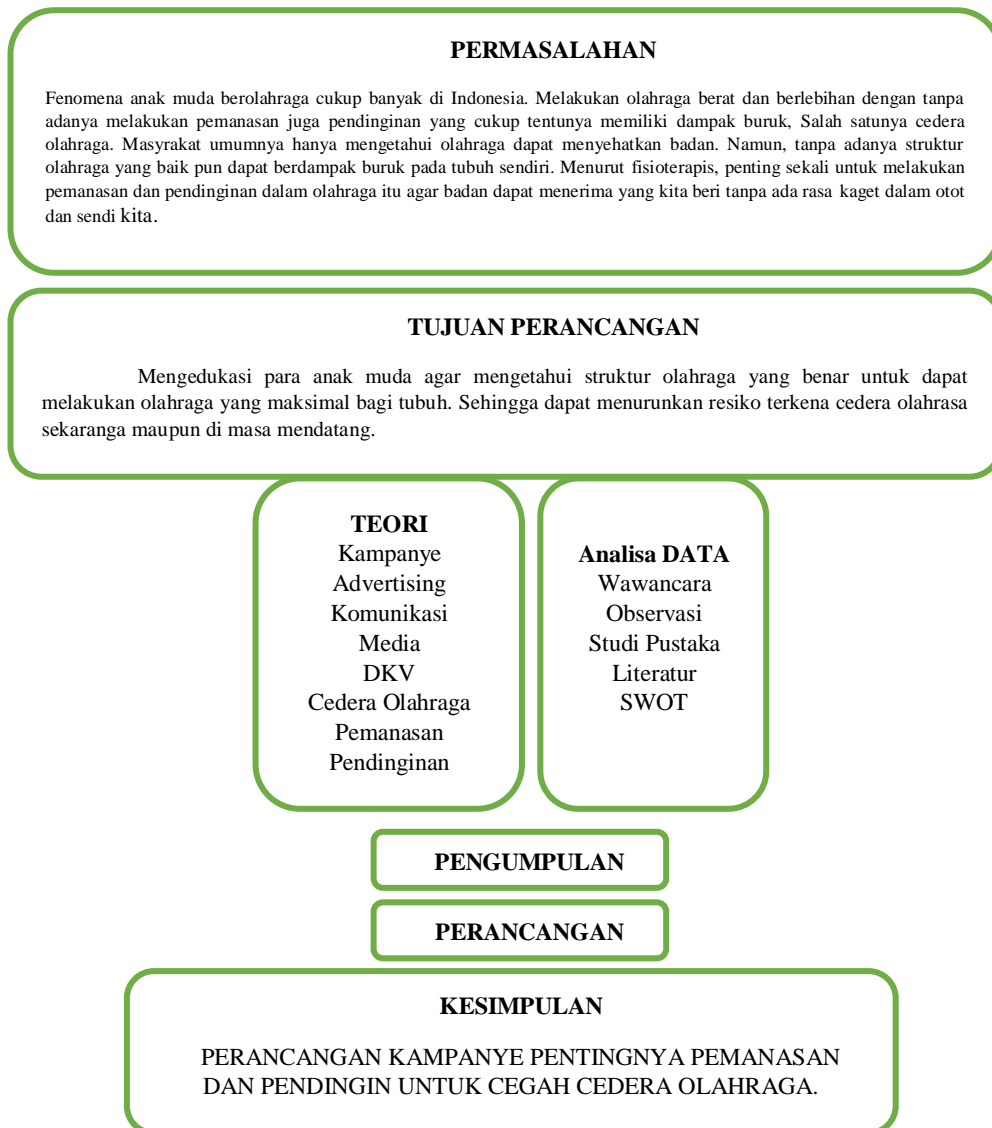 PERMASALAHAN
Fenomena anak muda berolahraga cukup banyak di Indonesia. Melakukan olahraga berat dan berlebihan dengan tanpa
adanya melakukan pemanasan juga pendinginan yang cukup tentunya memiliki dampak buruk, Salah satunya cedera
olahraga. Masyrakat umumnya hanya mengetahui olahraga dapat menyehatkan badan. Namun, tanpa adanya struktur
olahraga yang baik pun dapat berdampak buruk pada tubuh sendiri. Menurut fisioterapis, penting sekali untuk melakukan
pemanasan dan pendinginan dalam olahraga itu agar badan dapat menerima yang kita beri tanpa ada rasa kaget dalam otot
dan sendi kita.
TUJUAN PERANCANGAN
Mengedukasi para anak muda agar mengetahui struktur olahraga yang benar untuk dapat
melakukan olahraga yang maksimal bagi tubuh. Sehingga dapat menurunkan resiko terkena cedera olahrasa
sekaranga maupun di masa mendatang.
TEORI
Kampanye
Advertising
Komunikasi
Media
DKV
Cedera Olahraga
Pemanasan
Pendinginan
Analisa DATA
Wawancara
Observasi
Studi Pustaka
Literatur
SWOT
PENGUMPULAN
PERANCANGAN
KESIMPULAN
PERANCANGAN KAMPANYE PENTINGNYA PEMANASAN
DAN PENDINGIN UNTUK CEGAH CEDERA OLAHRAGA.